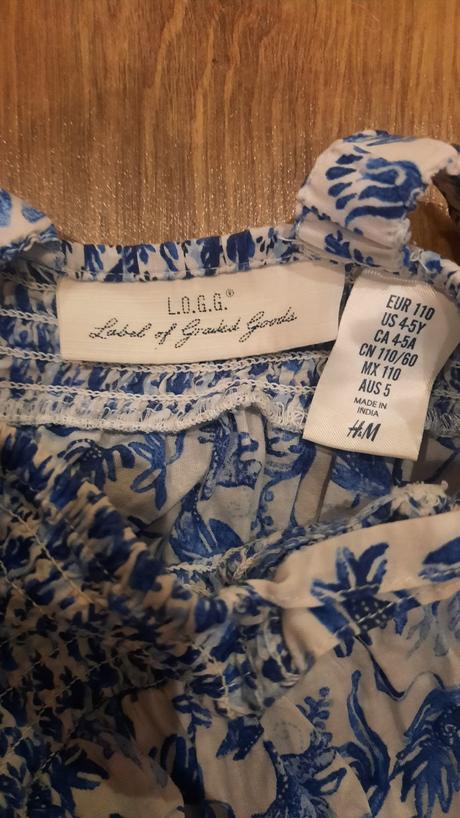 L.O.G.G.®
Label of Graded Goods
EUR 110
US 4-5Y
CA 4-5A
CN 110/60
MX 110
AUS 5
MADE IN
INDIA
H&M